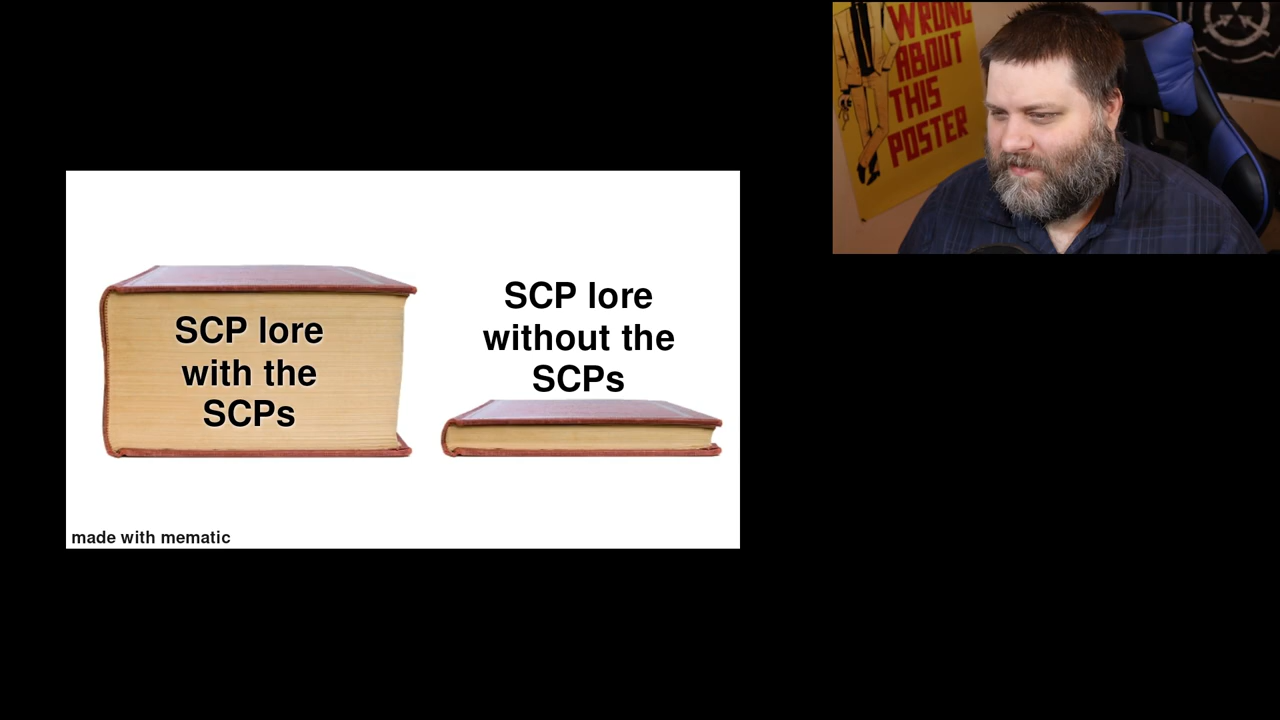 SCP lore
with the
SCPs
SCP lore
without the
SCPs
made with mematic
WRONG
ABOUT
THIS
POSTER